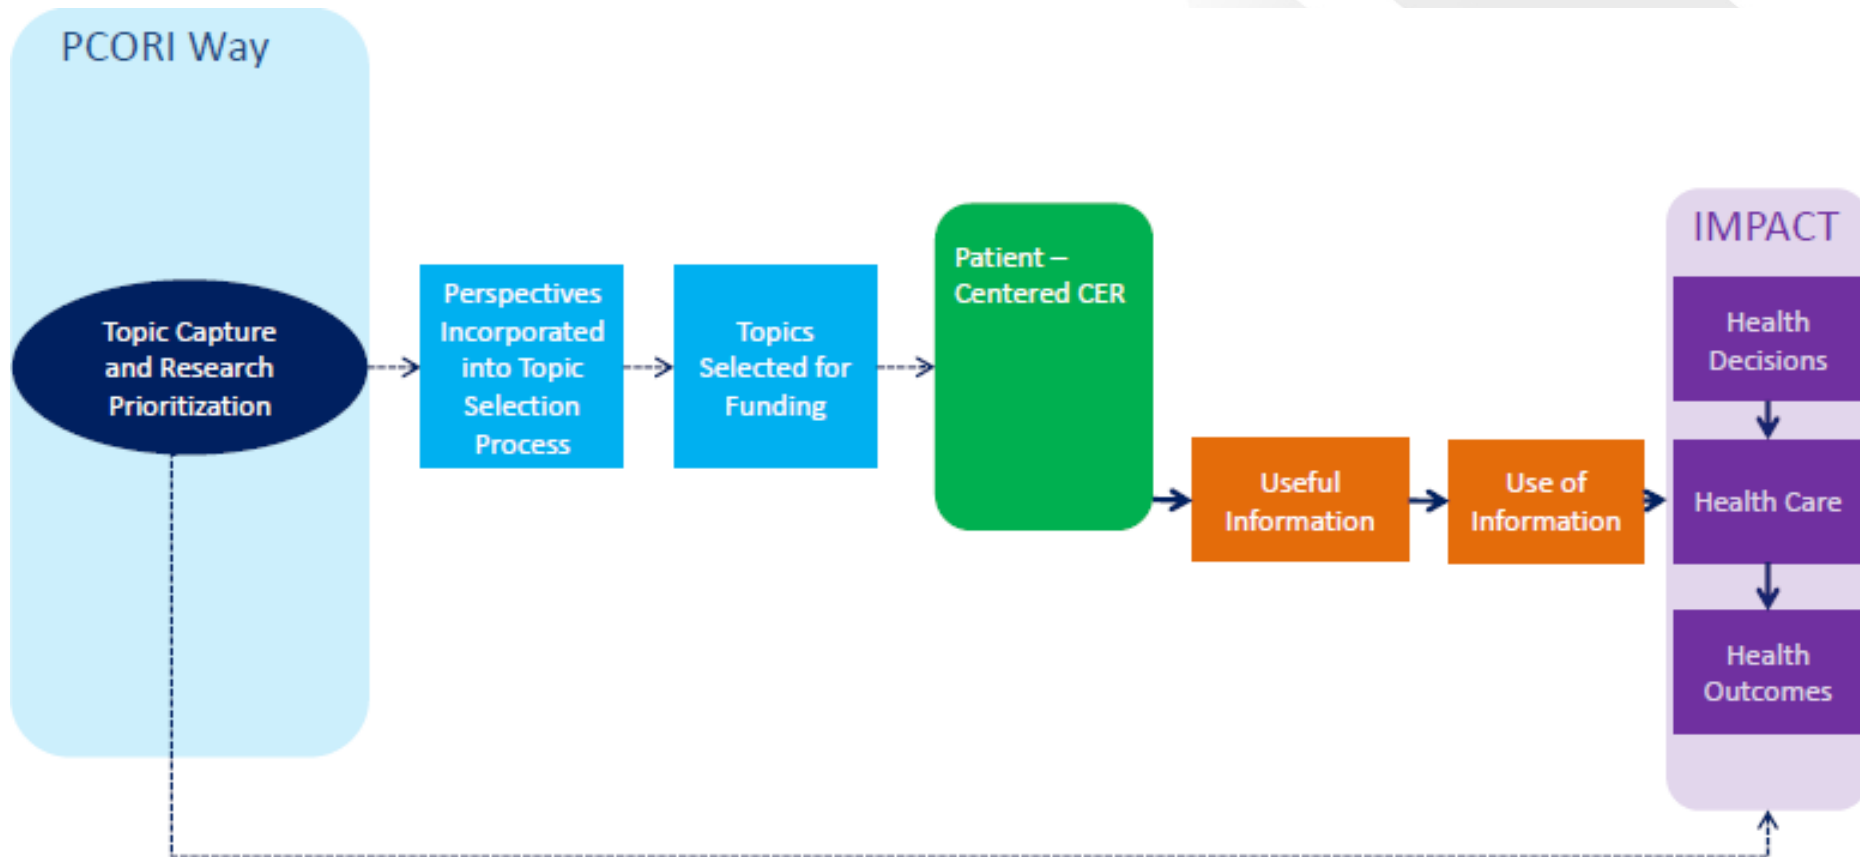 PCORI Way
Topic Capture
and Research
Prioritization
Perspectives
Incorporated
into Topic
Selection
Process
Topics
Selected for
Funding
Patient –
Centered CER
Useful
Information
Use of
Information
IMPACT
Health
Decisions
Health Care
Health
Outcomes